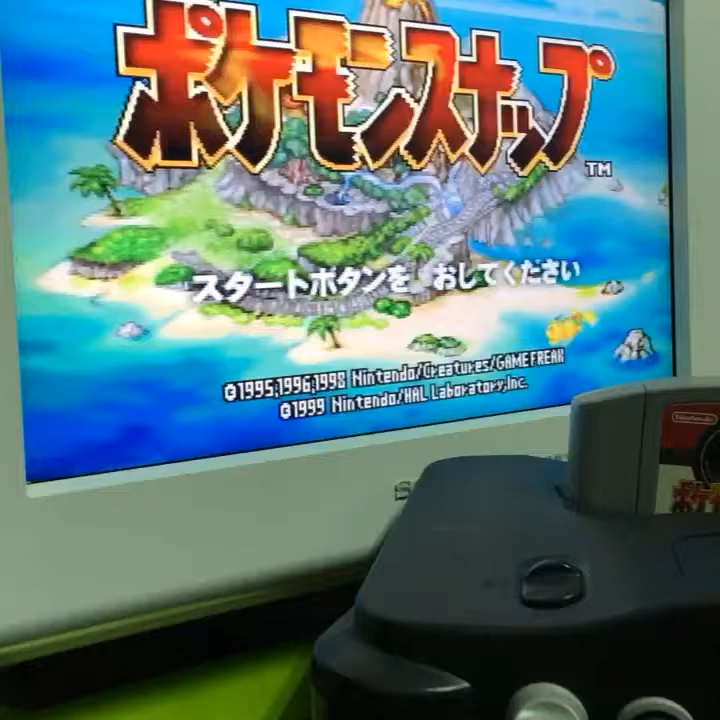 ポケモンスナップ
TM
スタートボタンを おしてください
©1995,1996,1998 Nintendo/Creatures/GAME FREAK
©1999 Nintendo/HAL Laboratory,Inc.
Nintendo